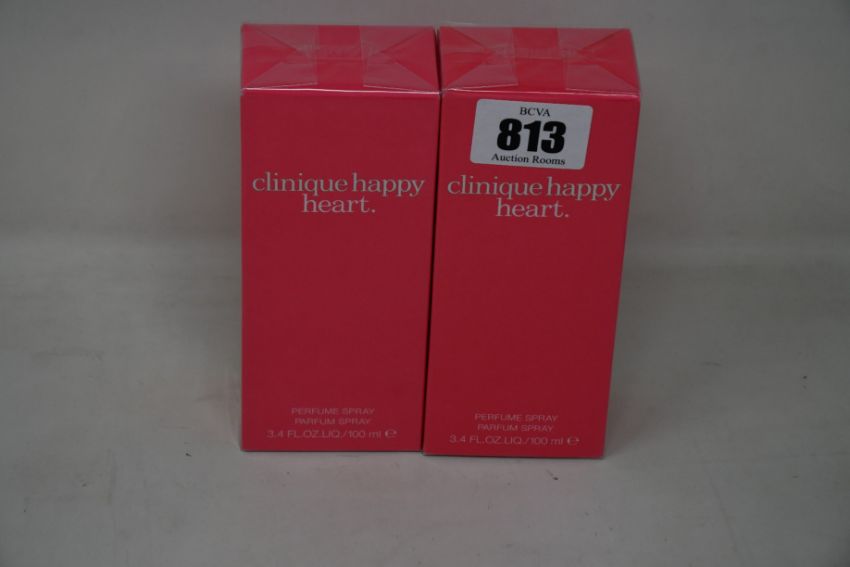 clinique happy
heart.
PERFUME SPRAY
PARFUM SPRAY
3.4 FL.OZ.LIQ./100 ml ℮
BCVA
813
Auction Rooms
clinique happy
heart.
PERFUME SPRAY
PARFUM SPRAY
3.4 FL.OZ.LIQ./100 ml ℮